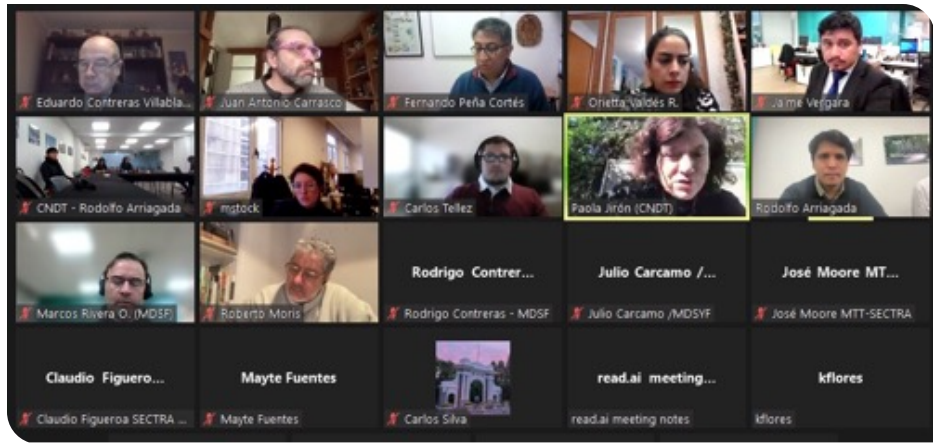 Eduardo Contreras Villabla...
Juan Antonio Carrasco
Fernando Peña Cortés
Orietta Valdés R.
Jaime Vergara
CNDT - Rodolfo Arriagada
mstock
Carlos Tellez
Paola Jirón (CNDT)
Rodolfo Arriagada
Marcos Rivera O. (MDSF)
Roberto Moris
Rodrigo Contrer...
Rodrigo Contreras - MDSF
Julio Carcamo /...
Julio Carcamo /MDSYF
José Moore MT...
José Moore MTT-SECTRA
Claudio Figuero...
Claudio Figueroa SECTRA ...
Mayte Fuentes
Mayte Fuentes
Carlos Silva
read.ai meeting...
read.ai meeting notes
kflores
kflores